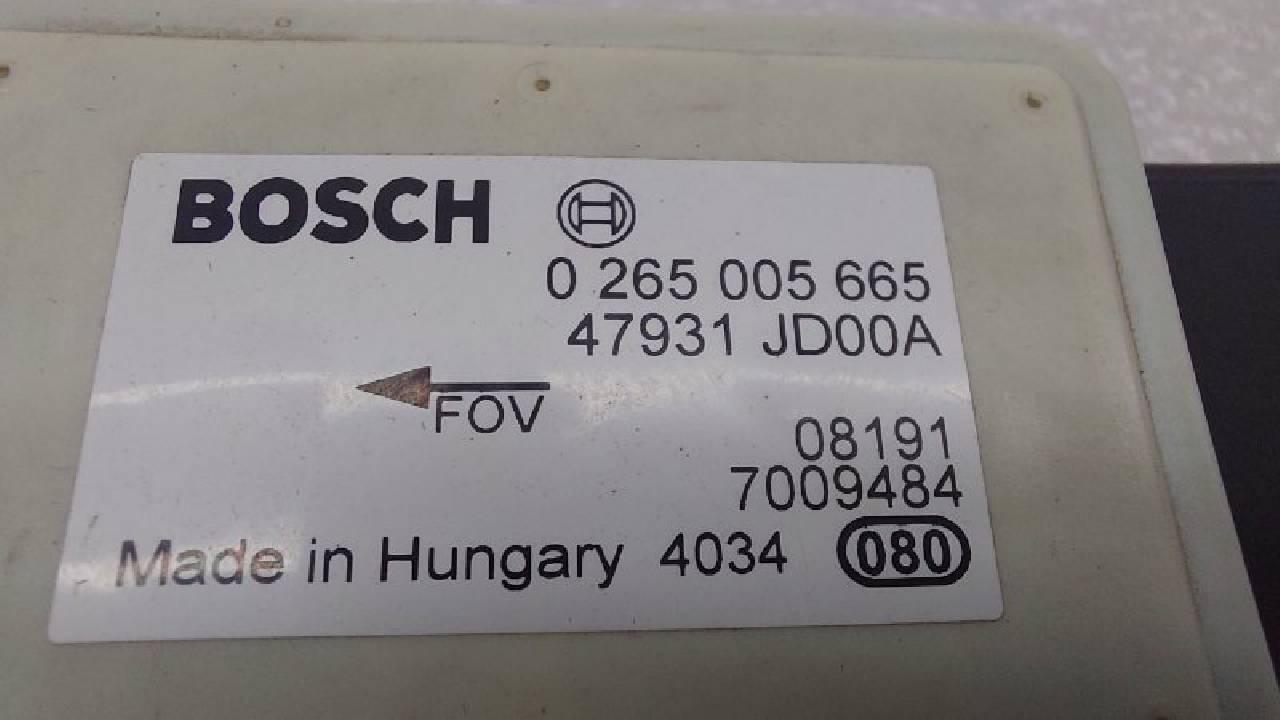 BOSCH
0 265 005 665
47931 JD00A
FOV
08191
7009484
Made in Hungary 4034 080